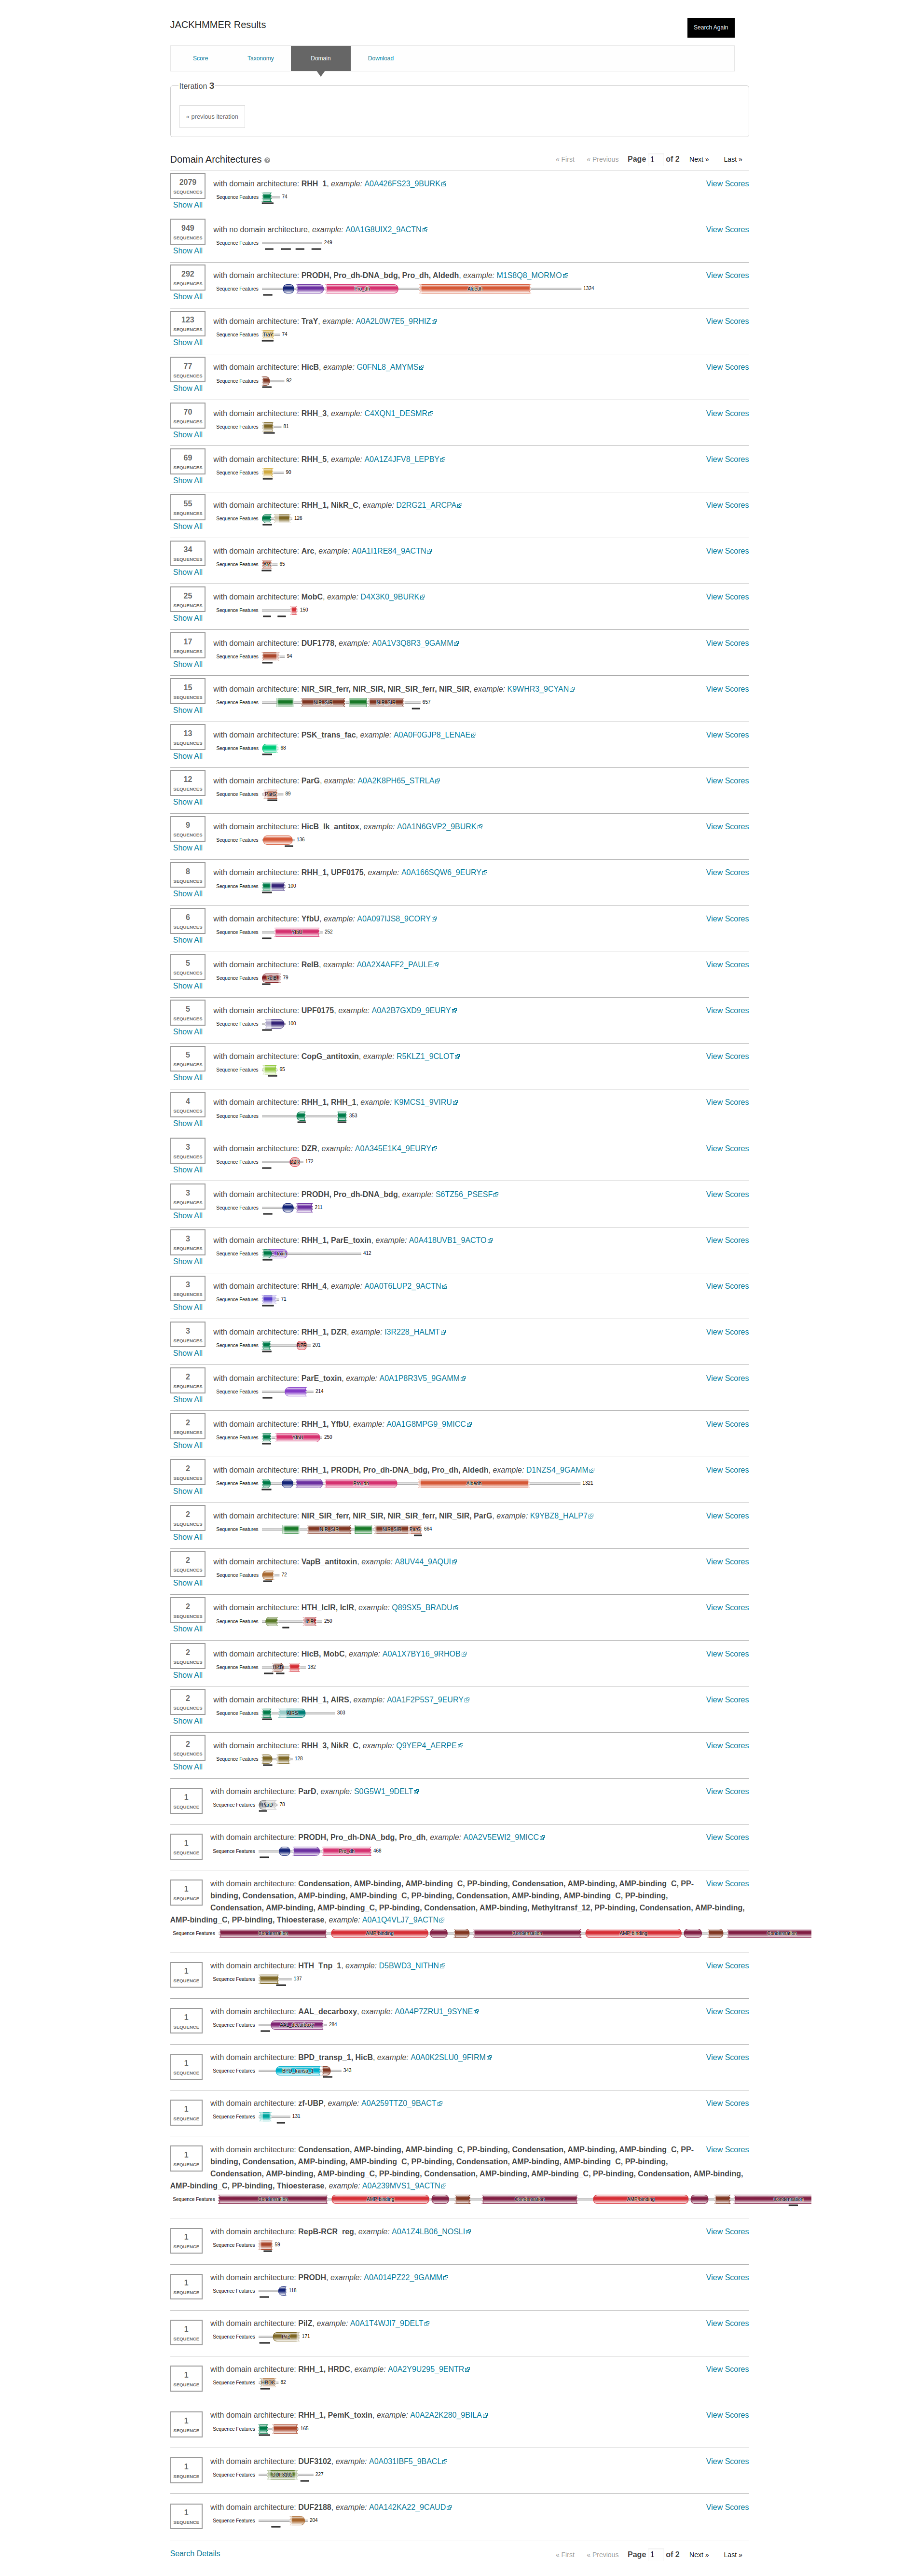 JACKHMMER Results
Search Again
Score Taxonomy Domain Download
Iteration 3
« previous iteration
Domain Architectures
« First « Previous Page 1 of 2 Next » Last »
2079 SEQUENCES Show All
with domain architecture: RHH_1, example: A0A426FS23_9BURK View Scores
Sequence Features 74
949 SEQUENCES Show All
with no domain architecture, example: A0A1G8UIX2_9ACTN View Scores
Sequence Features 249
292 SEQUENCES Show All
with domain architecture: PRODH, Pro_dh-DNA_bdg, Pro_dh, Aldedh, example: M1S8Q8_MORMO View Scores
Sequence Features 1324
123 SEQUENCES Show All
with domain architecture: TraY, example: A0A2L0W7E5_9RHIZ View Scores
Sequence Features TraY 74
77 SEQUENCES Show All
with domain architecture: HicB, example: G0FNL8_AMYMS View Scores
Sequence Features 92
70 SEQUENCES Show All
with domain architecture: RHH_3, example: C4XQN1_DESMR View Scores
Sequence Features 81
69 SEQUENCES Show All
with domain architecture: RHH_5, example: A0A1Z4JFV8_LEPBY View Scores
Sequence Features 90
55 SEQUENCES Show All
with domain architecture: RHH_1, NikR_C, example: D2RG21_ARCPA View Scores
Sequence Features 126
34 SEQUENCES Show All
with domain architecture: Arc, example: A0A1I1RE84_9ACTN View Scores
Sequence Features 65
25 SEQUENCES Show All
with domain architecture: MobC, example: D4X3K0_9BURK View Scores
Sequence Features 150
17 SEQUENCES Show All
with domain architecture: DUF1778, example: A0A1V3Q8R3_9GAMM View Scores
Sequence Features 94
15 SEQUENCES Show All
with domain architecture: NIR_SIR_ferr, NIR_SIR, NIR_SIR_ferr, NIR_SIR, example: K9WHR3_9CYAN View Scores
Sequence Features 657
13 SEQUENCES Show All
with domain architecture: PSK_trans_fac, example: A0A0F0GJP8_LENAE View Scores
Sequence Features 68
12 SEQUENCES Show All
with domain architecture: ParG, example: A0A2K8PH65_STRLA View Scores
Sequence Features 89
9 SEQUENCES Show All
with domain architecture: HicB_lk_antitox, example: A0A1N6GVP2_9BURK View Scores
Sequence Features 136
8 SEQUENCES Show All
with domain architecture: RHH_1, UPF0175, example: A0A166SQW6_9EURY View Scores
Sequence Features 100
6 SEQUENCES Show All
with domain architecture: YfbU, example: A0A097IJS8_9CORY View Scores
Sequence Features 252
5 SEQUENCES Show All
with domain architecture: RelB, example: A0A2X4AFF2_PAULE View Scores
Sequence Features 79
5 SEQUENCES Show All
with domain architecture: UPF0175, example: A0A2B7GXD9_9EURY View Scores
Sequence Features 100
5 SEQUENCES Show All
with domain architecture: CopG_antitoxin, example: R5KLZ1_9CLOT View Scores
Sequence Features 65
4 SEQUENCES Show All
with domain architecture: RHH_1, RHH_1, example: K9MCS1_9VIRU View Scores
Sequence Features 353
3 SEQUENCES Show All
with domain architecture: DZR, example: A0A345E1K4_9EURY View Scores
Sequence Features DZR 172
3 SEQUENCES Show All
with domain architecture: PRODH, Pro_dh-DNA_bdg, example: S6TZ56_PSESF View Scores
Sequence Features 211
3 SEQUENCES Show All
with domain architecture: RHH_1, ParE_toxin, example: A0A418UVB1_9ACTO View Scores
Sequence Features 412
3 SEQUENCES Show All
with domain architecture: RHH_4, example: A0A0T6LUP2_9ACTN View Scores
Sequence Features 71
3 SEQUENCES Show All
with domain architecture: RHH_1, DZR, example: I3R228_HALMT View Scores
Sequence Features DZR 201
2 SEQUENCES Show All
with domain architecture: ParE_toxin, example: A0A1P8R3V5_9GAMM View Scores
Sequence Features 214
2 SEQUENCES Show All
with domain architecture: RHH_1, YfbU, example: A0A1G8MPG9_9MICC View Scores
Sequence Features 250
2 SEQUENCES Show All
with domain architecture: RHH_1, PRODH, Pro_dh-DNA_bdg, Pro_dh, Aldedh, example: D1NZS4_9GAMM View Scores
Sequence Features 1321
2 SEQUENCES Show All
with domain architecture: NIR_SIR_ferr, NIR_SIR, NIR_SIR_ferr, NIR_SIR, ParG, example: K9YBZ8_HALP7 View Scores
Sequence Features 664
2 SEQUENCES Show All
with domain architecture: VapB_antitoxin, example: A8UV44_9AQUI View Scores
Sequence Features 72
2 SEQUENCES Show All
with domain architecture: HTH_IclR, IclR, example: Q89SX5_BRADU View Scores
Sequence Features 250
2 SEQUENCES Show All
with domain architecture: HicB, MobC, example: A0A1X7BY16_9RHOB View Scores
Sequence Features 182
2 SEQUENCES Show All
with domain architecture: RHH_1, AIRS, example: A0A1F2P5S7_9EURY View Scores
Sequence Features 303
2 SEQUENCES Show All
with domain architecture: RHH_3, NikR_C, example: Q9YEP4_AERPE View Scores
Sequence Features 128
1 SEQUENCE
with domain architecture: ParD, example: S0G5W1_9DELT View Scores
Sequence Features 78
1 SEQUENCE
with domain architecture: PRODH, Pro_dh-DNA_bdg, Pro_dh, example: A0A2V5EWI2_9MICC View Scores
Sequence Features 468
1 SEQUENCE
with domain architecture: Condensation, AMP-binding, AMP-binding_C, PP-binding, Condensation, AMP-binding, AMP-binding_C, PP- View Scores
binding, Condensation, AMP-binding, AMP-binding_C, PP-binding, Condensation, AMP-binding, AMP-binding_C, PP-binding,
Condensation, AMP-binding, AMP-binding_C, PP-binding, Condensation, AMP-binding, Methyltransf_12, PP-binding, Condensation, AMP-binding,
AMP-binding_C, PP-binding, Thioesterase, example: A0A1Q4VLJ7_9ACTN
Sequence Features Condensation AMP-binding Condensation AMP-binding Condensation
1 SEQUENCE
with domain architecture: HTH_Tnp_1, example: D5BWD3_NITHN View Scores
Sequence Features 137
1 SEQUENCE
with domain architecture: AAL_decarboxy, example: A0A4P7ZRU1_9SYNE View Scores
Sequence Features 284
1 SEQUENCE
with domain architecture: BPD_transp_1, HicB, example: A0A0K2SLU0_9FIRM View Scores
Sequence Features 343
1 SEQUENCE
with domain architecture: zf-UBP, example: A0A259TTZ0_9BACT View Scores
Sequence Features 131
1 SEQUENCE
with domain architecture: Condensation, AMP-binding, AMP-binding_C, PP-binding, Condensation, AMP-binding, AMP-binding_C, PP- View Scores
binding, Condensation, AMP-binding, AMP-binding_C, PP-binding, Condensation, AMP-binding, AMP-binding_C, PP-binding,
Condensation, AMP-binding, AMP-binding_C, PP-binding, Condensation, AMP-binding, AMP-binding_C, PP-binding, Condensation, AMP-binding,
AMP-binding_C, PP-binding, Thioesterase, example: A0A239MVS1_9ACTN
Sequence Features Condensation AMP-binding Condensation AMP-binding Condensation
1 SEQUENCE
with domain architecture: RepB-RCR_reg, example: A0A1Z4LB06_NOSLI View Scores
Sequence Features 59
1 SEQUENCE
with domain architecture: PRODH, example: A0A014PZ22_9GAMM View Scores
Sequence Features 118
1 SEQUENCE
with domain architecture: PilZ, example: A0A1T4WJI7_9DELT View Scores
Sequence Features 171
1 SEQUENCE
with domain architecture: RHH_1, HRDC, example: A0A2Y9U295_9ENTR View Scores
Sequence Features HRDC 82
1 SEQUENCE
with domain architecture: RHH_1, PemK_toxin, example: A0A2A2K280_9BILA View Scores
Sequence Features 165
1 SEQUENCE
with domain architecture: DUF3102, example: A0A031IBF5_9BACL View Scores
Sequence Features 227
1 SEQUENCE
with domain architecture: DUF2188, example: A0A142KA22_9CAUD View Scores
Sequence Features 204
Search Details
« First « Previous Page 1 of 2 Next » Last »